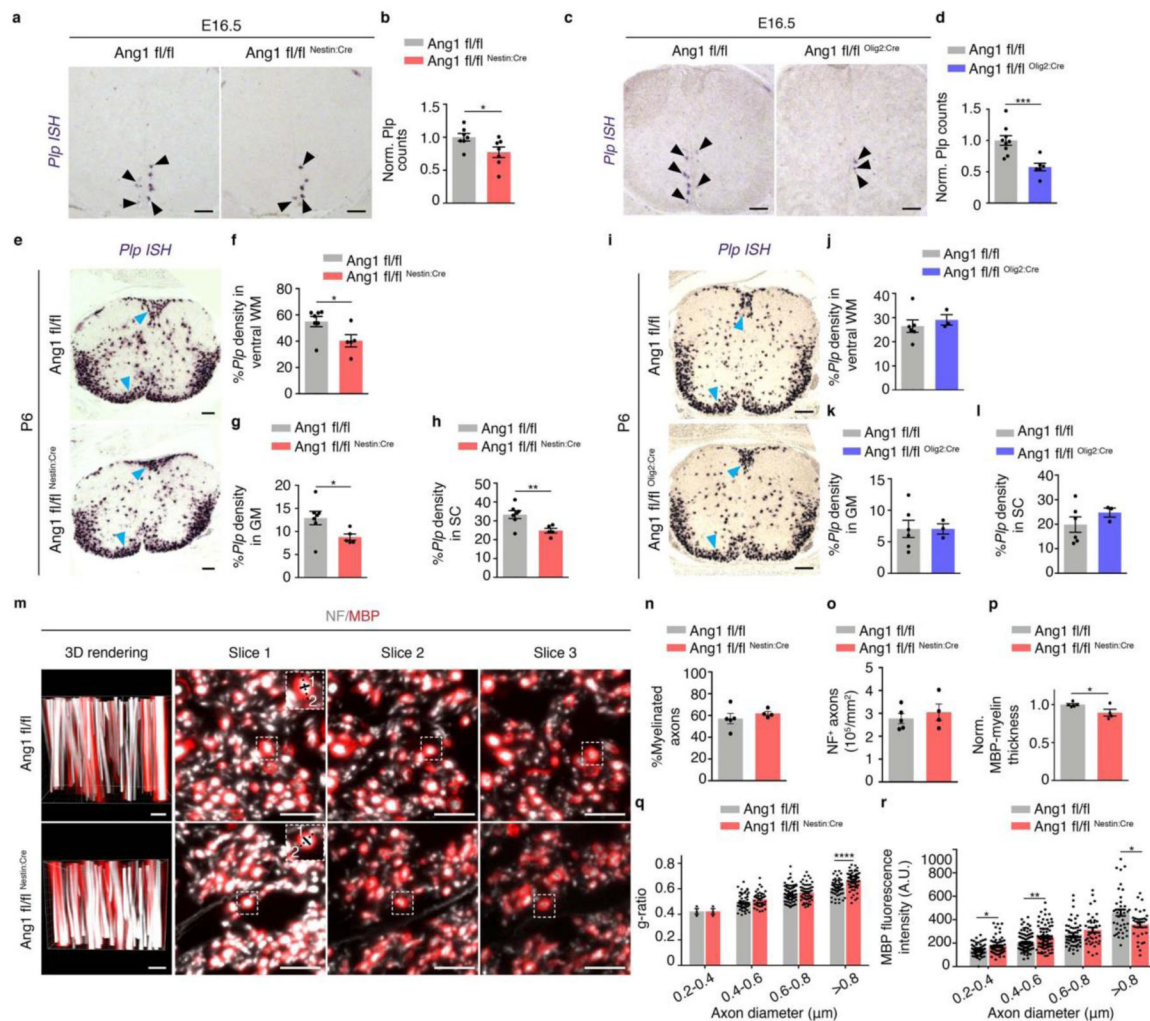 a
E16.5
Ang1 fl/fl
Ang1 fl/fl Nestin:Cre
Plp ISH
b
Ang1 fl/fl
Ang1 fl/fl Nestin:Cre
Norm. Plp
counts
1.5
1.0
0.5
0
*
c
E16.5
Ang1 fl/fl
Ang1 fl/fl Olig2:Cre
Plp ISH
d
Ang1 fl/fl
Ang1 fl/fl Olig2:Cre
Norm. Plp counts
1.5
1.0
0.5
0
***
e
Plp ISH
P6
Ang1 fl/fl
Ang1 fl/fl Nestin:Cre
f
Ang1 fl/fl
Ang1 fl/fl Nestin:Cre
%Plp density in
ventral WM
80
60
40
20
0
*
g
Ang1 fl/fl
Ang1 fl/fl Nestin:Cre
%Plp density
in GM
20
15
10
5
0
*
h
Ang1 fl/fl
Ang1 fl/fl Nestin:Cre
%Plp density
in SC
50
40
30
20
10
0
**
i
Plp ISH
P6
Ang1 fl/fl
Ang1 fl/fl Olig2:Cre
j
Ang1 fl/fl
Ang1 fl/fl Olig2:Cre
%Plp density in
ventral WM
40
30
20
10
0
k
Ang1 fl/fl
Ang1 fl/fl Olig2:Cre
%Plp density
in GM
15
10
5
0
l
Ang1 fl/fl
Ang1 fl/fl Olig2:Cre
%Plp density
in SC
40
30
20
10
0
m
NF/MBP
3D rendering
Slice 1
Slice 2
Slice 3
Ang1 fl/fl
1
2
Ang1 fl/fl Nestin:Cre
1
2
n
Ang1 fl/fl
Ang1 fl/fl Nestin:Cre
%Myelinated
axons
100
80
60
40
20
0
o
Ang1 fl/fl
Ang1 fl/fl Nestin:Cre
NF+ axons
(10⁵/mm²)
5
4
3
2
1
0
p
Ang1 fl/fl
Ang1 fl/fl Nestin:Cre
Norm.
MBP-myelin
thickness
1
0.5
0
*
q
Ang1 fl/fl
Ang1 fl/fl Nestin:Cre
g-ratio
0.8
0.6
0.4
0.2
0
****
0.2-0.4
0.4-0.6
0.6-0.8
>0.8
Axon diameter (μm)
r
Ang1 fl/fl
Ang1 fl/fl Nestin:Cre
MBP fluorescence
intensity (A.U.)
1000
800
600
400
200
0
*
**
*
0.2-0.4
0.4-0.6
0.6-0.8
>0.8
Axon diameter (μm)